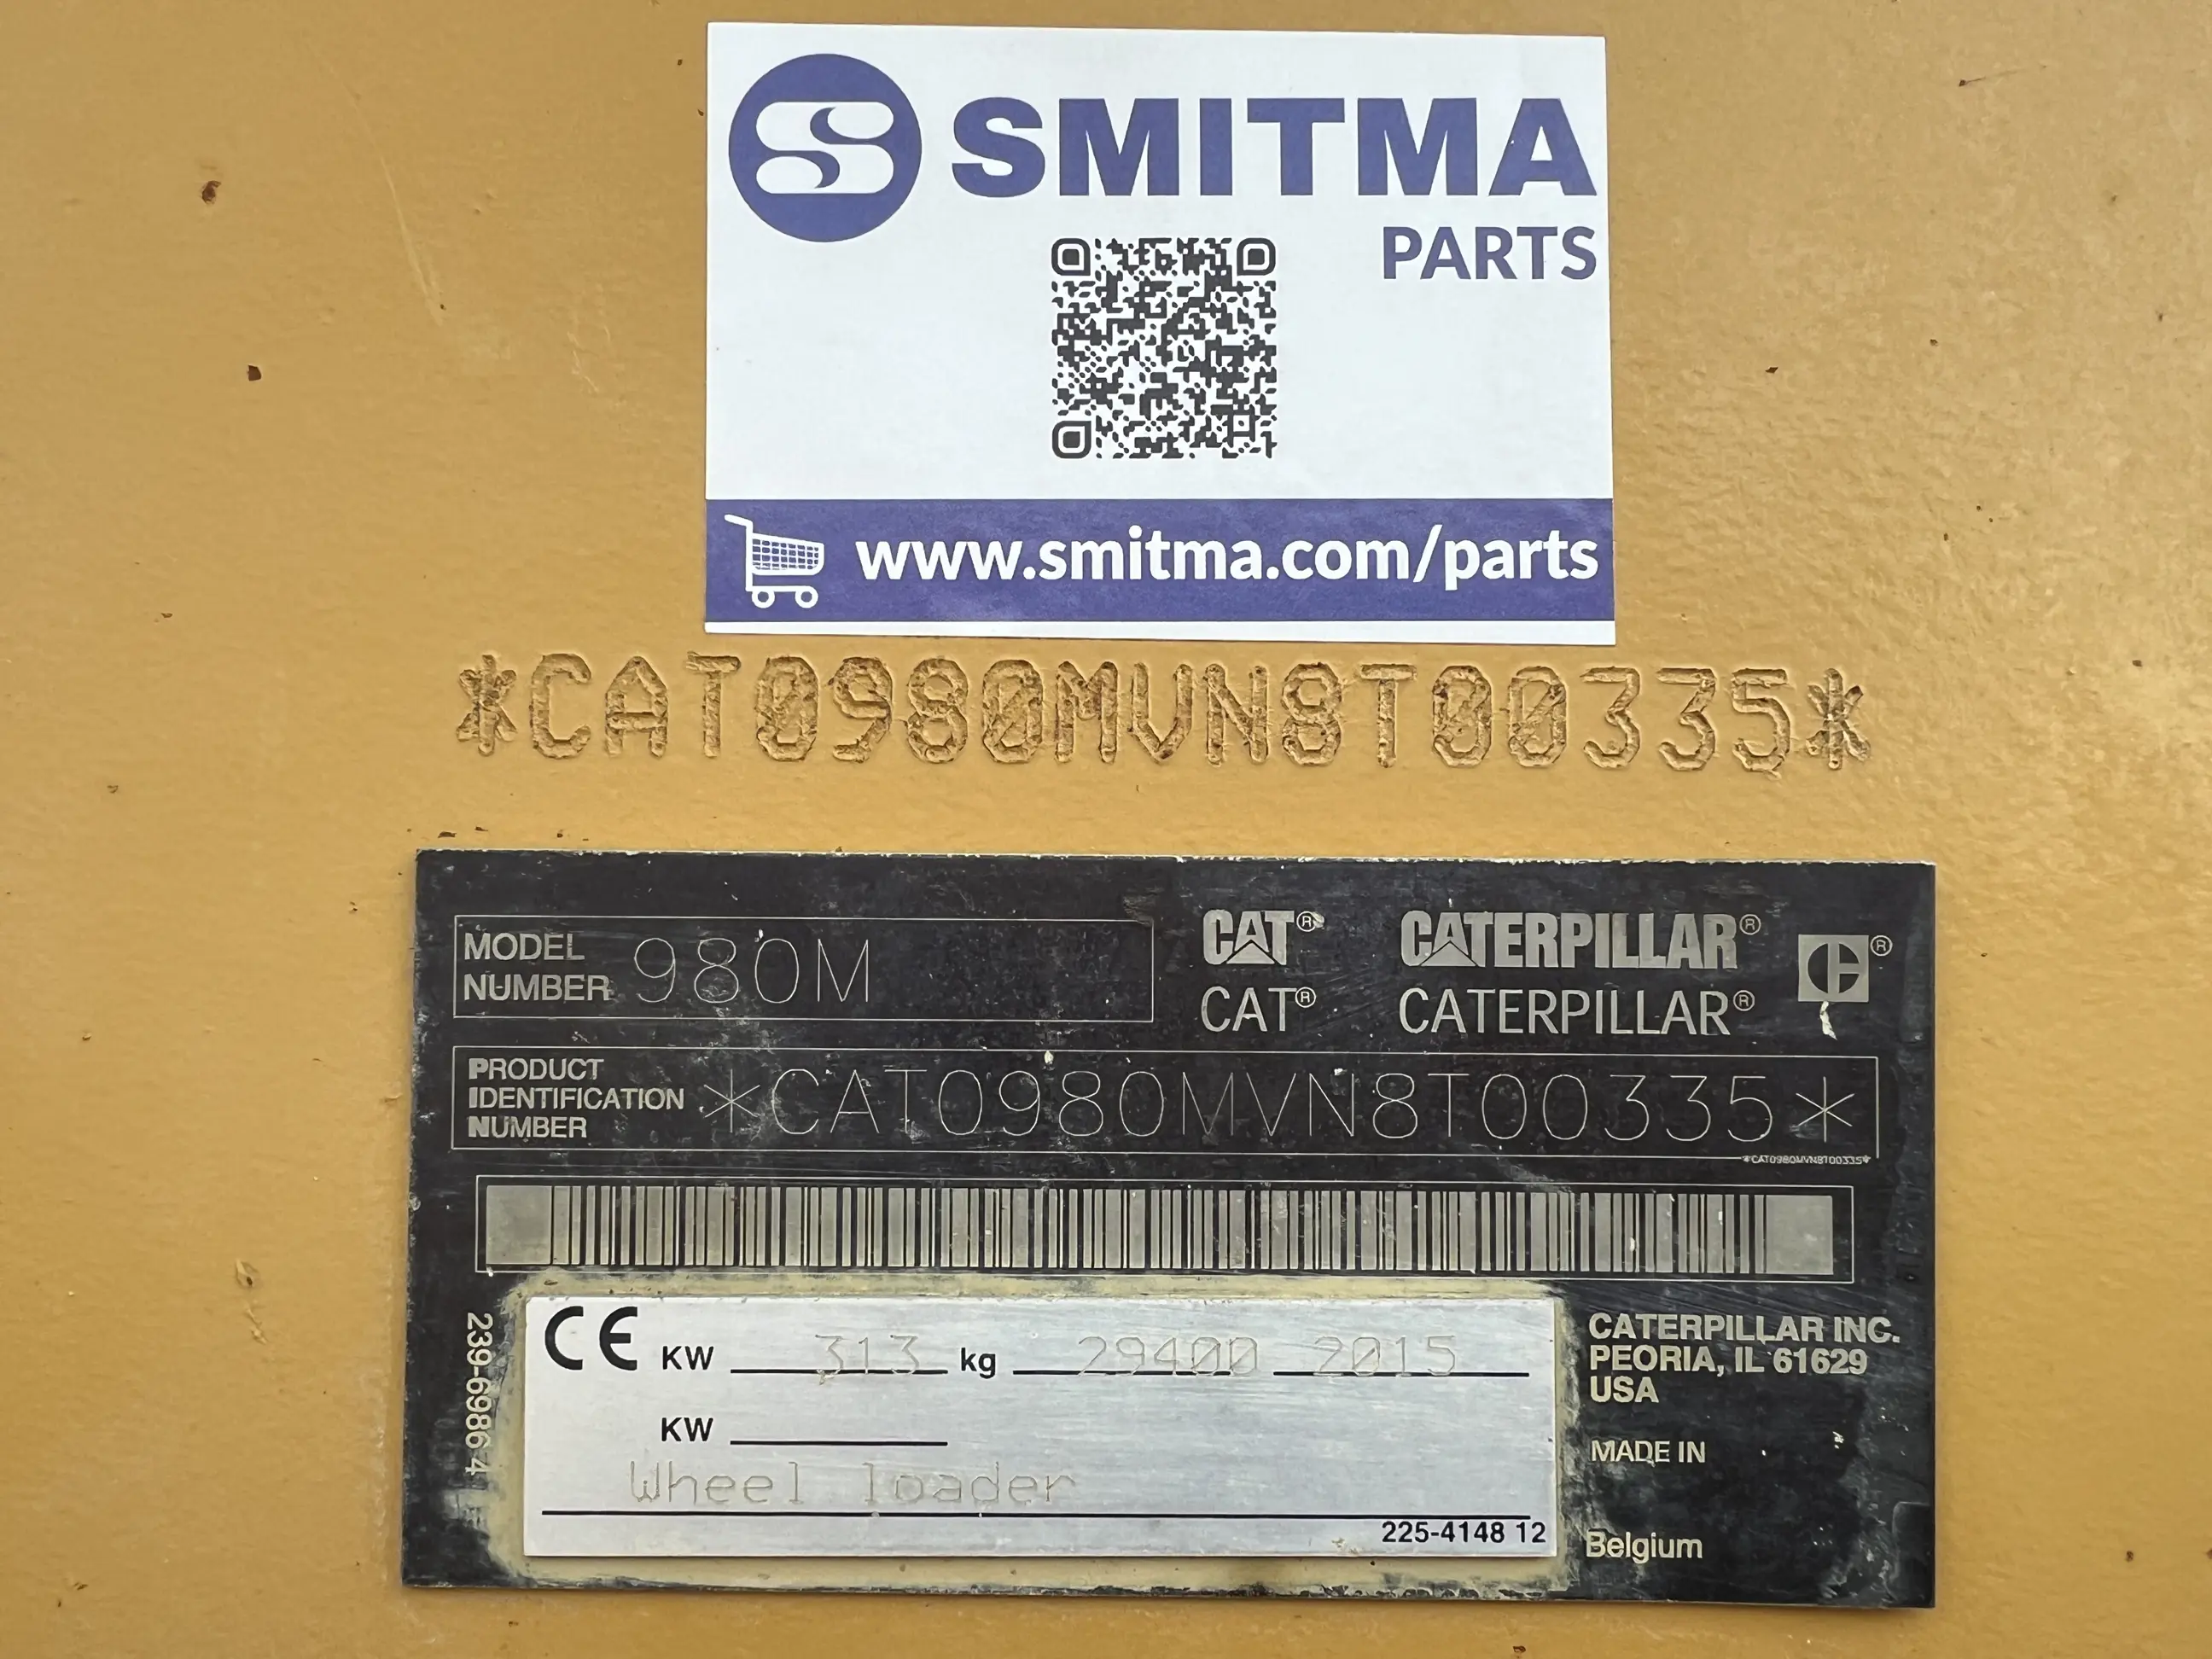 SMITMA
PARTS
www.smitma.com/parts
*CAT0980MVN8T00335*
MODEL NUMBER 980M
CAT® CATERPILLAR® ®
CAT® CATERPILLAR®
PRODUCT IDENTIFICATION NUMBER *CAT0980MVN8T00335*
*CAT0980MVN8T00335*
239-6986 4
CE KW 313 kg 29400 2015
KW
Wheel loader
225-4148 12
CATERPILLAR INC.
PEORIA, IL 61629
USA
MADE IN
Belgium